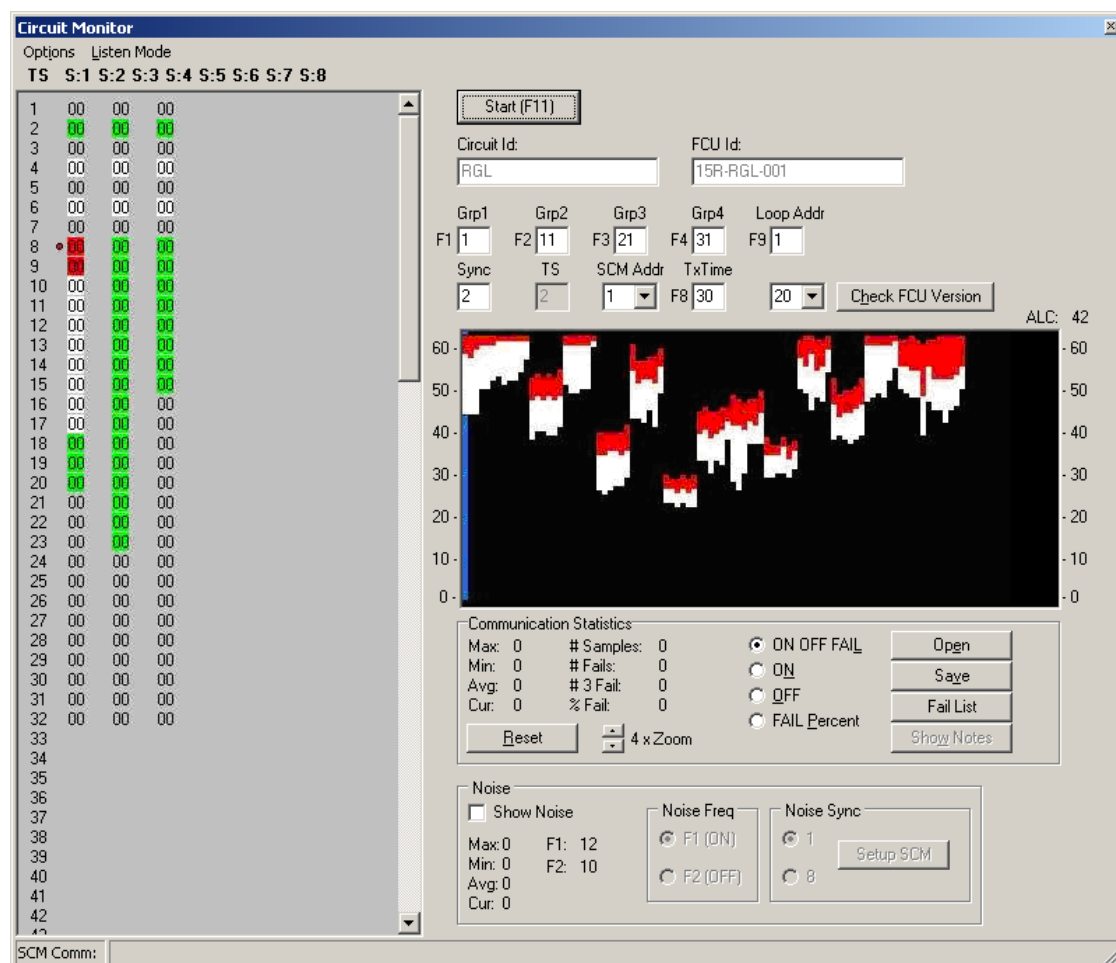 Circuit Monitor
Options Listen Mode
TS S:1 S:2 S:3 S:4 S:5 S:6 S:7 S:8
1 00 00 00
2 00 00 00
3 00 00 00
4 00 00 00
5 00 00 00
6 00 00 00
7 00 00 00
8 00 00 00
9 00 00 00
10 00 00 00
11 00 00 00
12 00 00 00
13 00 00 00
14 00 00 00
15 00 00 00
16 00 00 00
17 00 00 00
18 00 00 00
19 00 00 00
20 00 00 00
21 00 00 00
22 00 00 00
23 00 00 00
24 00 00 00
25 00 00 00
26 00 00 00
27 00 00 00
28 00 00 00
29 00 00 00
30 00 00 00
31 00 00 00
32 00 00 00
33
34
35
36
37
38
39
40
41
42
Start (F11)
Circuit Id: FCU Id:
RGL 15R-RGL-001
Grp1 Grp2 Grp3 Grp4 Loop Addr
F1 1 F2 11 F3 21 F4 31 F9 1
Sync TS SCM Addr TxTime
2 2 1 F8 30 20 Check FCU Version
ALC: 42
60 - - 60
50 - - 50
40 - - 40
30 - - 30
20 - - 20
10 - - 10
0 - - 0
Communication Statistics
Max: 0 # Samples: 0 ON OFF FAIL Open
Min: 0 # Fails: 0 ON Save
Avg: 0 # 3 Fail: 0 OFF Fail List
Cur: 0 % Fail: 0 FAIL Percent Show Notes
Reset 4 x Zoom
Noise
Show Noise Noise Freq Noise Sync
Max: 0 F1: 12 F1 (ON) 1 Setup SCM
Min: 0 F2: 10 F2 (OFF) 8
Avg: 0
Cur: 0
SCM Comm: